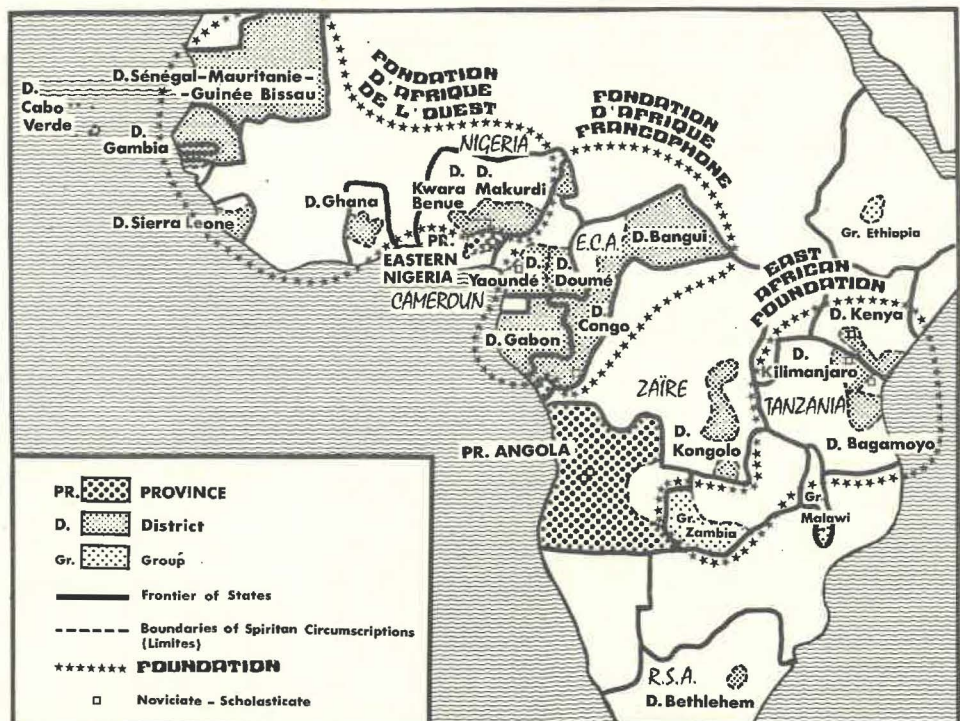 D. Sénégal-Mauritanie-
-Guinée Bissau
D.
Cabo
Verde
D.
Gambia
D. Sierra Leone
D. Ghana
FONDATION
D'AFRIQUE
DE L'OUEST
NIGERIA
D.
Kwara
Benue
D.
Makurdi
PR.
EASTERN
NIGERIA
CAMEROUN
FONDATION
D'AFRIQUE
FRANCOPHONE
E.C.A.
D. Bangui
D.
Yaoundé
D.
Doumé
D.
Congo
D. Gabon
Gr. Ethiopia
EAST
AFRICAN
FOUNDATION
D. Kenya
D.
Kilimanjaro
TANZANIA
D. Bagamoyo
ZAÏRE
D.
Kongolo
PR. ANGOLA
Gr.
Zambia
Gr.
Malawi
R.S.A.
D. Bethlehem
PR. PROVINCE
D. District
Gr. Group
Frontier of States
Boundaries of Spiritan Circumscriptions
(Limites)
FOUNDATION
Noviciate - Scholasticate